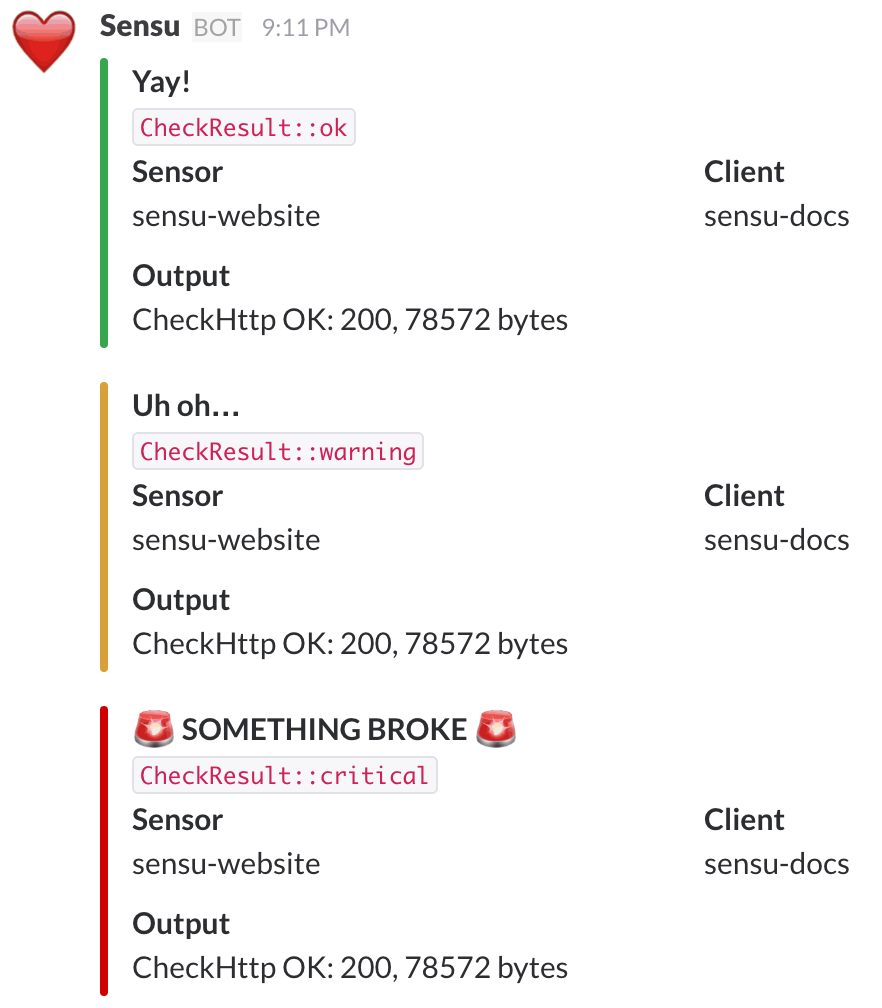 Sensu BOT 9:11 PM
Yay!
CheckResult::ok
Sensor Client
sensu-website sensu-docs
Output
CheckHttp OK: 200, 78572 bytes
Uh oh…
CheckResult::warning
Sensor Client
sensu-website sensu-docs
Output
CheckHttp OK: 200, 78572 bytes
SOMETHING BROKE
CheckResult::critical
Sensor Client
sensu-website sensu-docs
Output
CheckHttp OK: 200, 78572 bytes